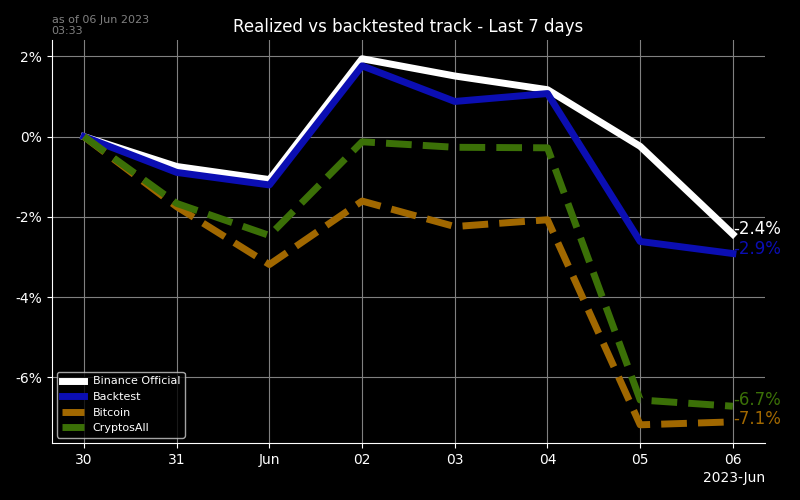 as of 06 Jun 2023
03:33
Realized vs backtested track - Last 7 days
2%
0%
-2%
-4%
-6%
-2.4%
-2.9%
-6.7%
-7.1%
Binance Official
Backtest
Bitcoin
CryptosAll
30 31 Jun 02 03 04 05 06
2023-Jun